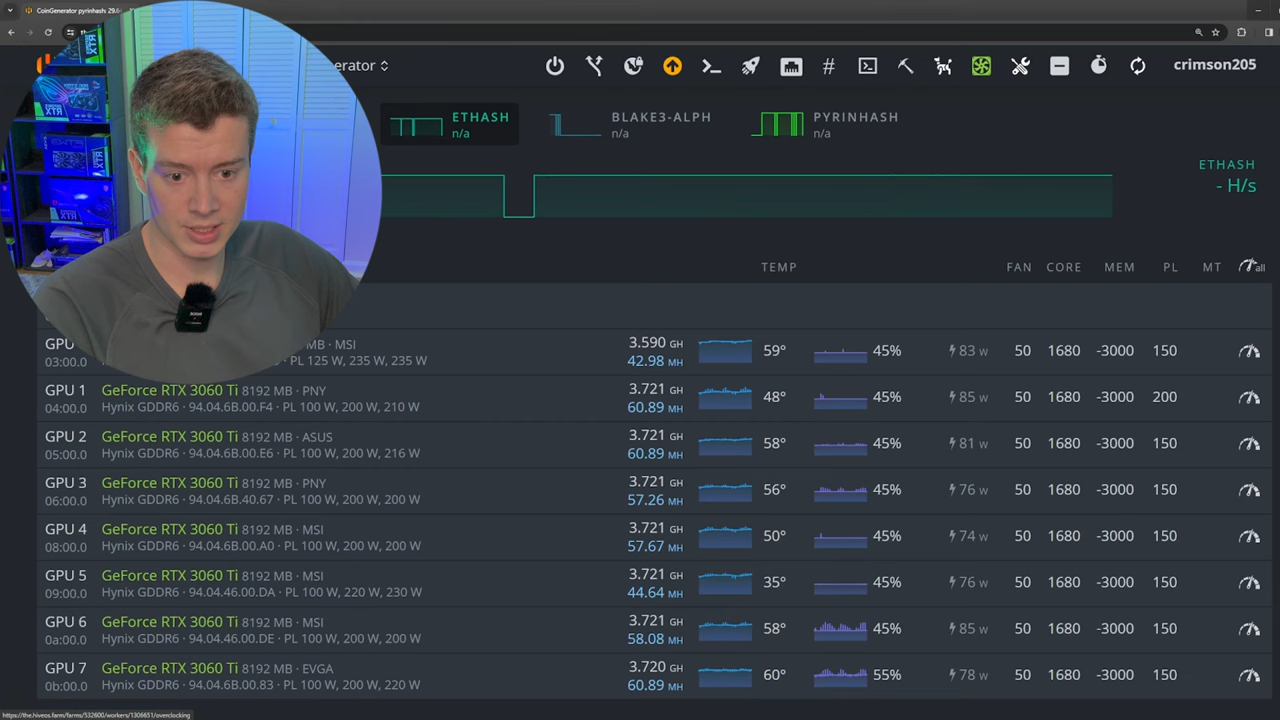 CoinGenerator pyrinhash: 29.6
erator
crimson205
ETHASH
n/a
BLAKE3-ALPH
n/a
PYRINHASH
n/a
ETHASH
- H/s
TEMP FAN CORE MEM PL MT all
GPU MB · MSI 3.590 GH 59° 45% 83 w 50 1680 -3000 150
03:00.0 PL 125 W, 235 W, 235 W 42.98 MH
GPU 1 GeForce RTX 3060 Ti 8192 MB · PNY 3.721 GH 48° 45% 85 w 50 1680 -3000 200
04:00.0 Hynix GDDR6 · 94.04.6B.00.F4 · PL 100 W, 200 W, 210 W 60.89 MH
GPU 2 GeForce RTX 3060 Ti 8192 MB · ASUS 3.721 GH 58° 45% 81 w 50 1680 -3000 150
05:00.0 Hynix GDDR6 · 94.04.6B.00.E6 · PL 100 W, 200 W, 216 W 60.89 MH
GPU 3 GeForce RTX 3060 Ti 8192 MB · PNY 3.721 GH 56° 45% 76 w 50 1680 -3000 150
06:00.0 Hynix GDDR6 · 94.04.6B.40.67 · PL 100 W, 200 W, 200 W 57.26 MH
GPU 4 GeForce RTX 3060 Ti 8192 MB · MSI 3.721 GH 50° 45% 74 w 50 1680 -3000 150
08:00.0 Hynix GDDR6 · 94.04.6B.00.A0 · PL 100 W, 200 W, 200 W 57.67 MH
GPU 5 GeForce RTX 3060 Ti 8192 MB · MSI 3.721 GH 35° 45% 76 w 50 1680 -3000 150
09:00.0 Hynix GDDR6 · 94.04.46.00.DA · PL 100 W, 220 W, 230 W 44.64 MH
GPU 6 GeForce RTX 3060 Ti 8192 MB · MSI 3.721 GH 58° 45% 85 w 50 1680 -3000 150
0a:00.0 Hynix GDDR6 · 94.04.46.00.DE · PL 100 W, 200 W, 200 W 58.08 MH
GPU 7 GeForce RTX 3060 Ti 8192 MB · EVGA 3.720 GH 60° 55% 78 w 50 1680 -3000 150
0b:00.0 Hynix GDDR6 · 94.04.6B.00.83 · PL 100 W, 200 W, 220 W 60.89 MH
https://the.hiveos.farm/farms/532600/workers/1306651/overclocking